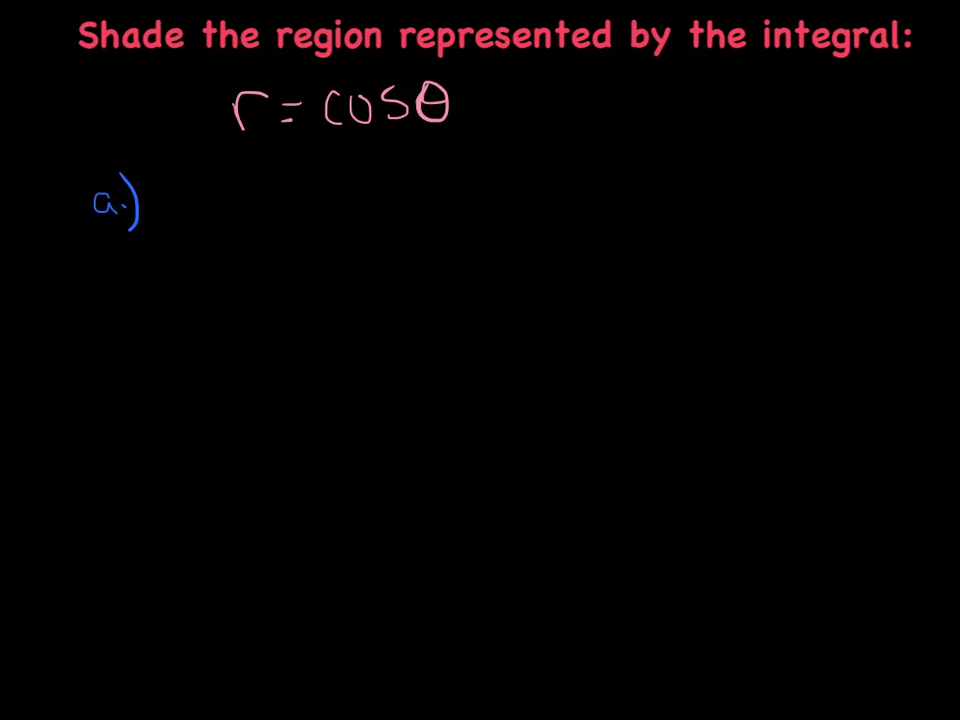 Shade the region represented by the integral:
r = cosθ
a.)